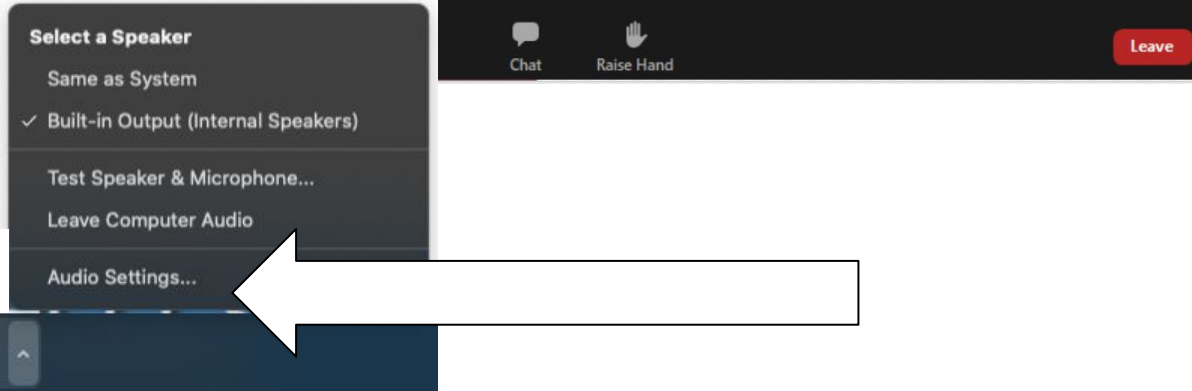 Select a Speaker
Same as System
✓ Built-in Output (Internal Speakers)
Test Speaker & Microphone...
Leave Computer Audio
Audio Settings...
Chat
Raise Hand
Leave